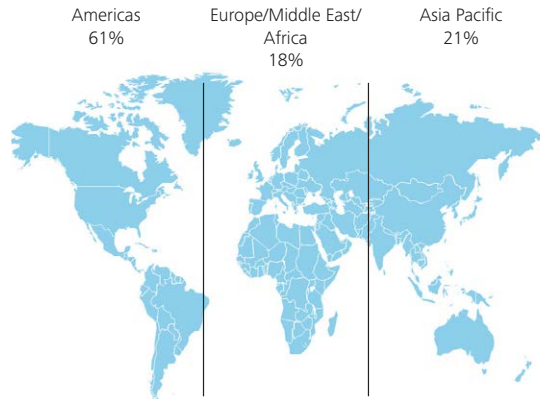 Americas
61%
Europe/Middle East/
Africa
18%
Asia Pacific
21%